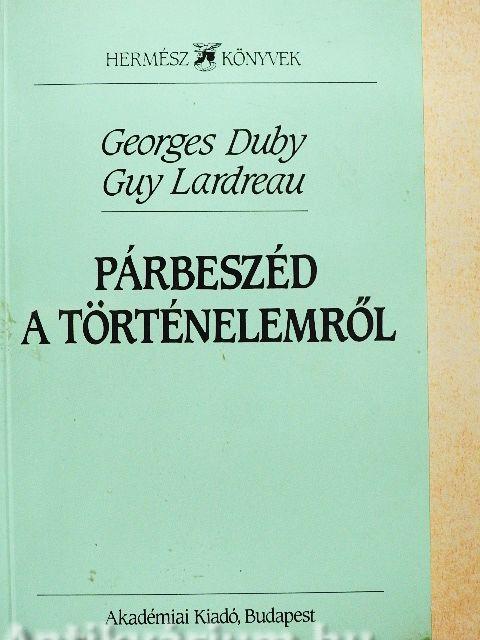 HERMÉSZ KÖNYVEK
Georges Duby
Guy Lardreau
PÁRBESZÉD
A TÖRTÉNELEMRŐL
Akadémiai Kiadó, Budapest